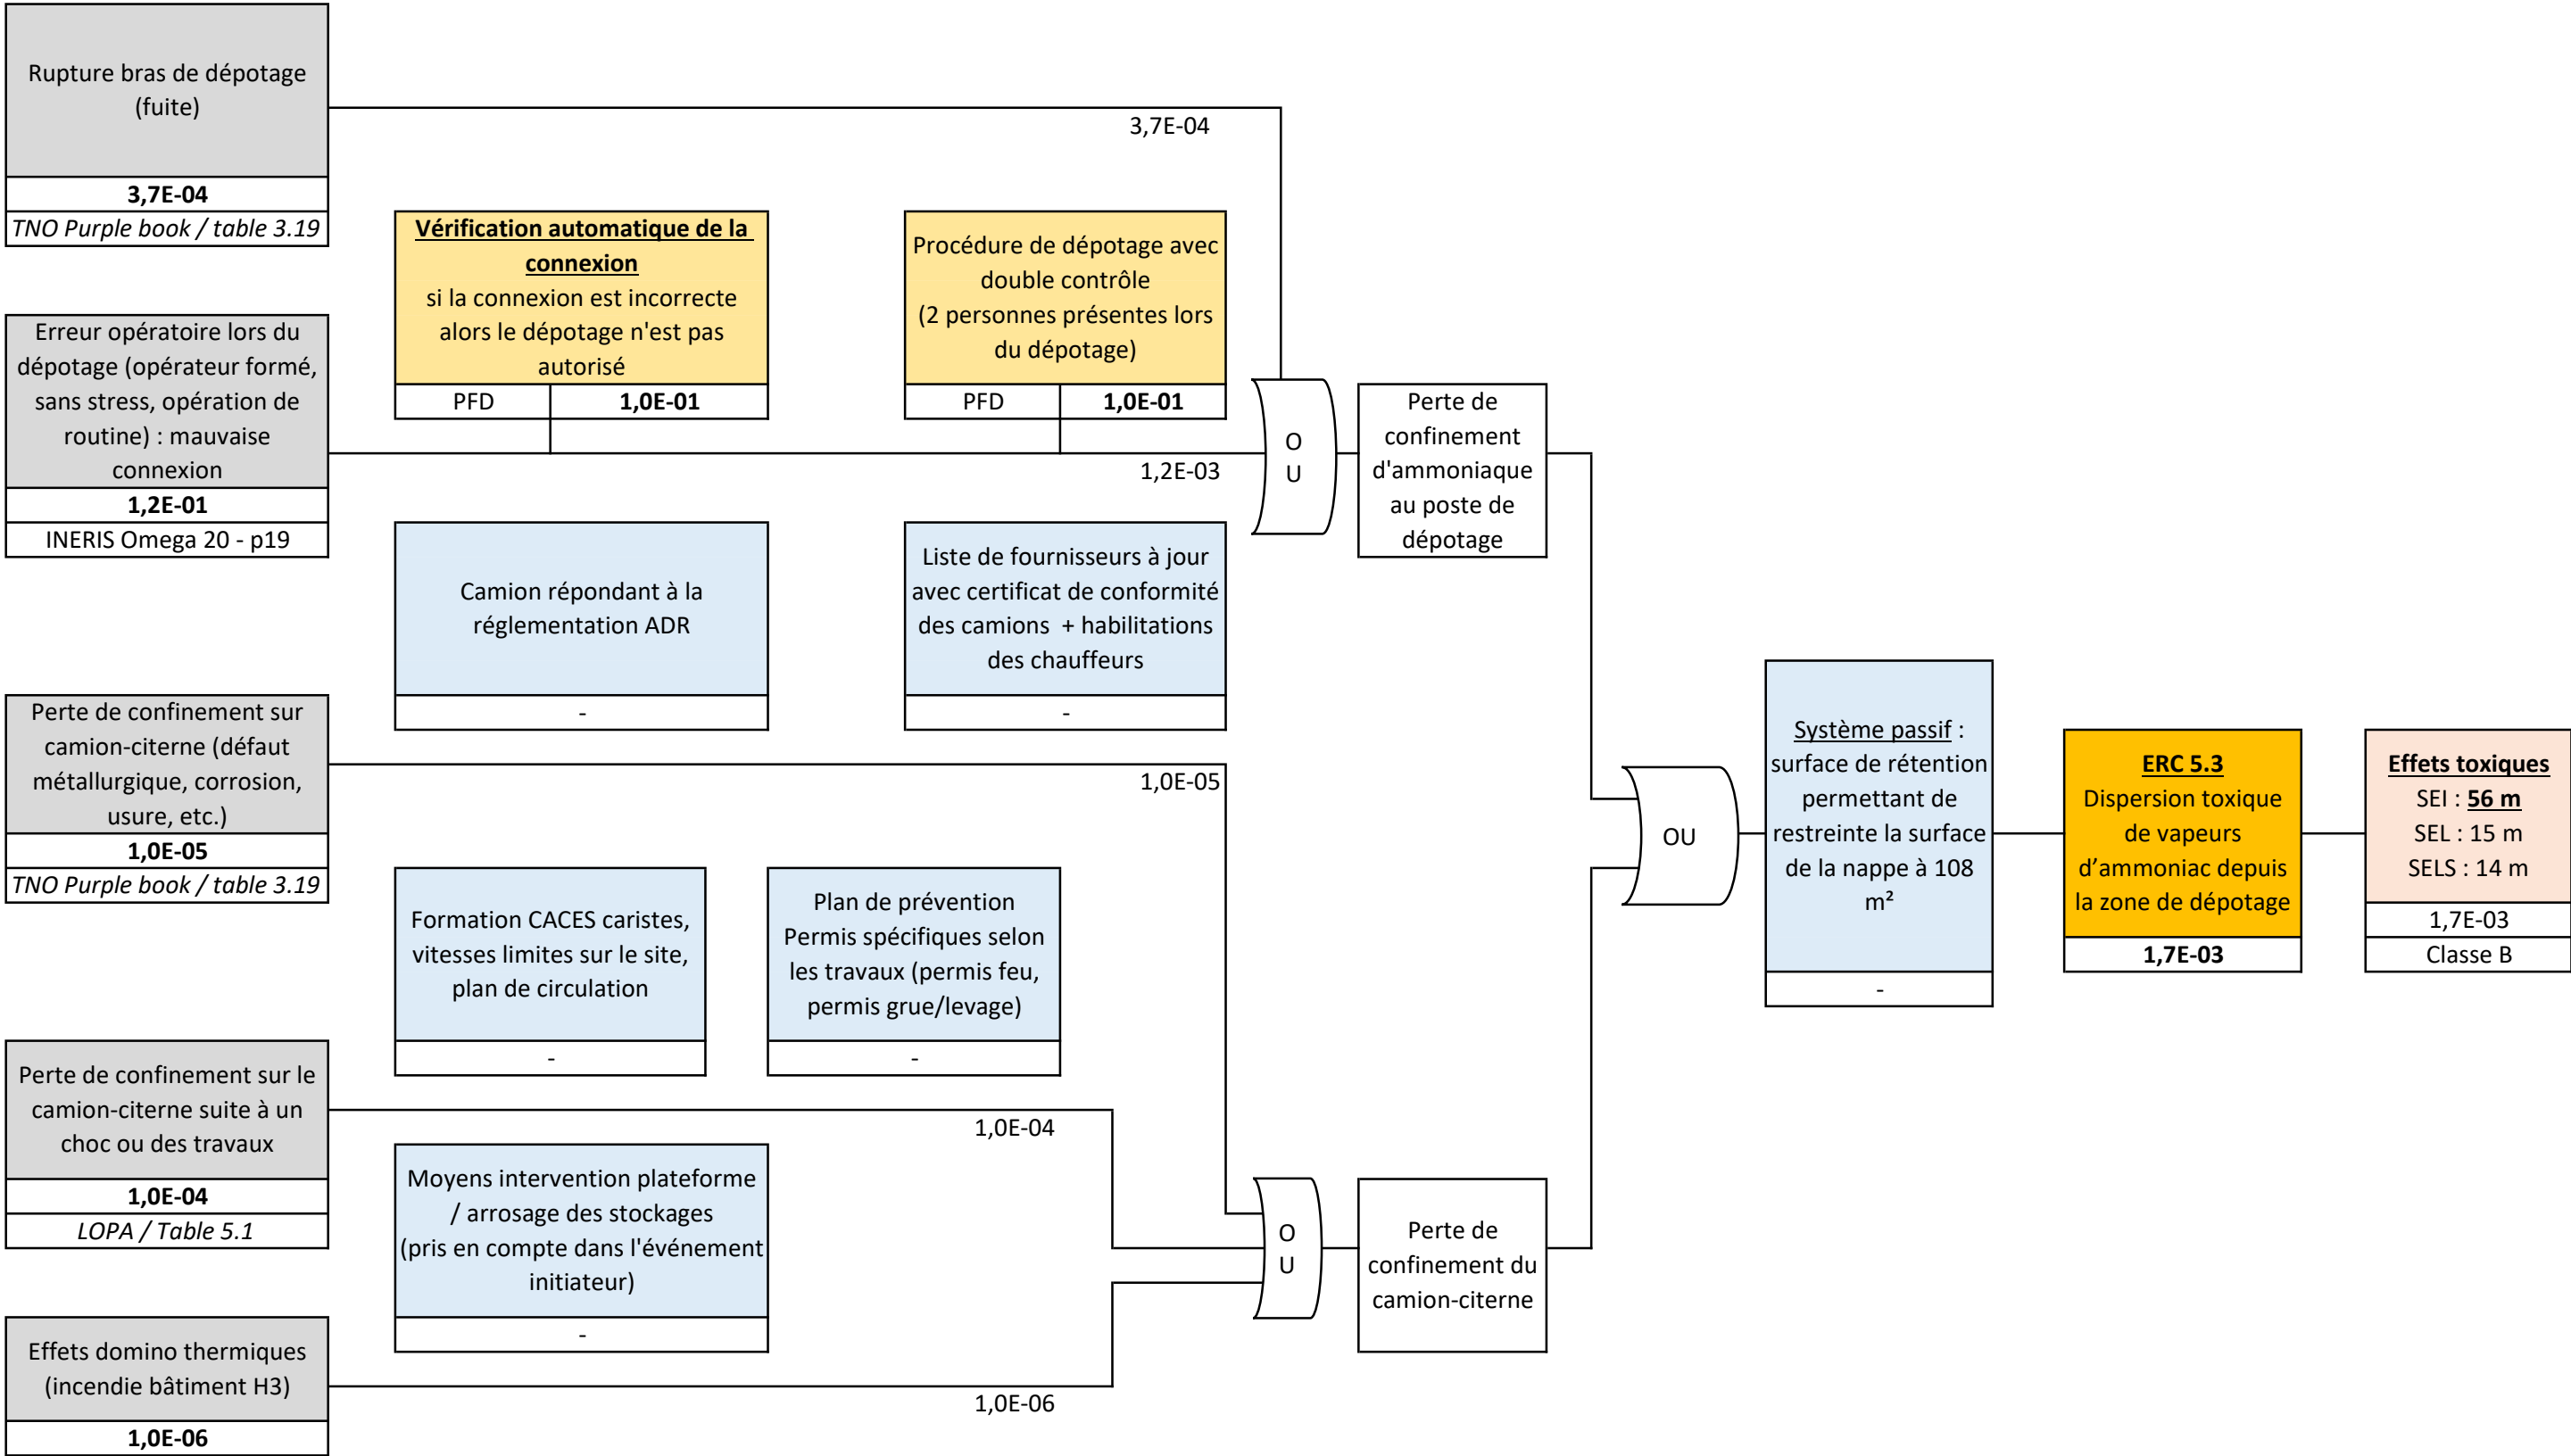 Rupture bras de dépotage
(fuite)
3,7E-04
TNO Purple book / table 3.19
3,7E-04
Vérification automatique de la
connexion
si la connexion est incorrecte
alors le dépotage n'est pas
autorisé
PFD
1,0E-01
Procédure de dépotage avec
double contrôle
(2 personnes présentes lors
du dépotage)
PFD
1,0E-01
Erreur opératoire lors du
dépotage (opérateur formé,
sans stress, opération de
routine) : mauvaise
connexion
1,2E-01
INERIS Omega 20 - p19
1,2E-03
O
U
Perte de
confinement
d'ammoniaque
au poste de
dépotage
Camion répondant à la
réglementation ADR
-
Liste de fournisseurs à jour
avec certificat de conformité
des camions + habilitations
des chauffeurs
-
Perte de confinement sur
camion-citerne (défaut
métallurgique, corrosion,
usure, etc.)
1,0E-05
TNO Purple book / table 3.19
1,0E-05
OU
Système passif :
surface de rétention
permettant de
restreinte la surface
de la nappe à 108
m²
-
ERC 5.3
Dispersion toxique
de vapeurs
d’ammoniac depuis
la zone de dépotage
1,7E-03
Effets toxiques
SEI : 56 m
SEL : 15 m
SELS : 14 m
1,7E-03
Classe B
Formation CACES caristes,
vitesses limites sur le site,
plan de circulation
-
Plan de prévention
Permis spécifiques selon
les travaux (permis feu,
permis grue/levage)
-
Perte de confinement sur le
camion-citerne suite à un
choc ou des travaux
1,0E-04
LOPA / Table 5.1
1,0E-04
Moyens intervention plateforme
/ arrosage des stockages
(pris en compte dans l'événement
initiateur)
-
O
U
Perte de
confinement du
camion-citerne
Effets domino thermiques
(incendie bâtiment H3)
1,0E-06
1,0E-06